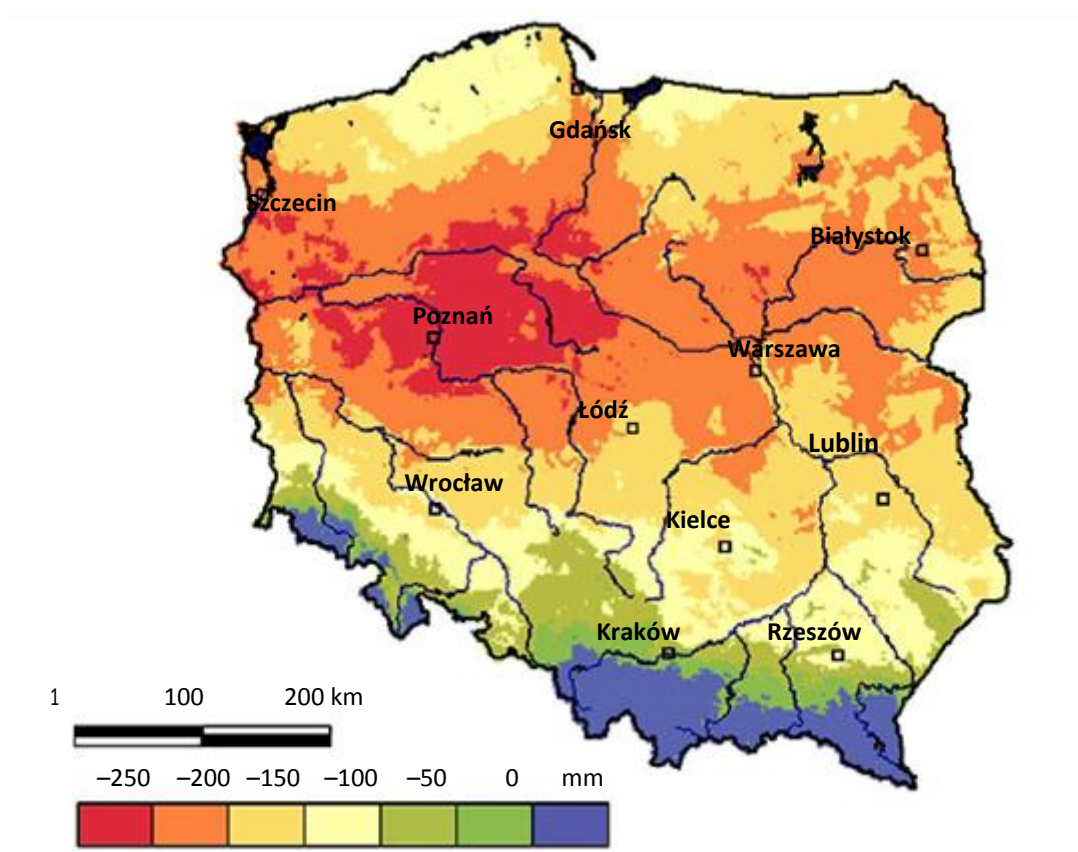 Gdańsk
Szczecin
Białystok
Poznań
Warszawa
Łódź
Lublin
Wrocław
Kielce
Kraków
Rzeszów
1 100 200 km
–250 –200 –150 –100 –50 0 mm